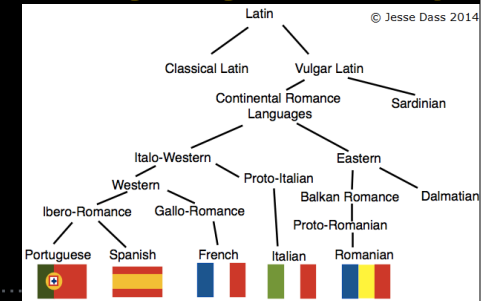 Latin
© Jesse Dass 2014
Classical Latin
Vulgar Latin
Continental Romance
Languages
Sardinian
Italo-Western
Eastern
Western
Proto-Italian
Balkan Romance
Dalmatian
Ibero-Romance
Gallo-Romance
Proto-Romanian
Portuguese
Spanish
French
Italian
Romanian